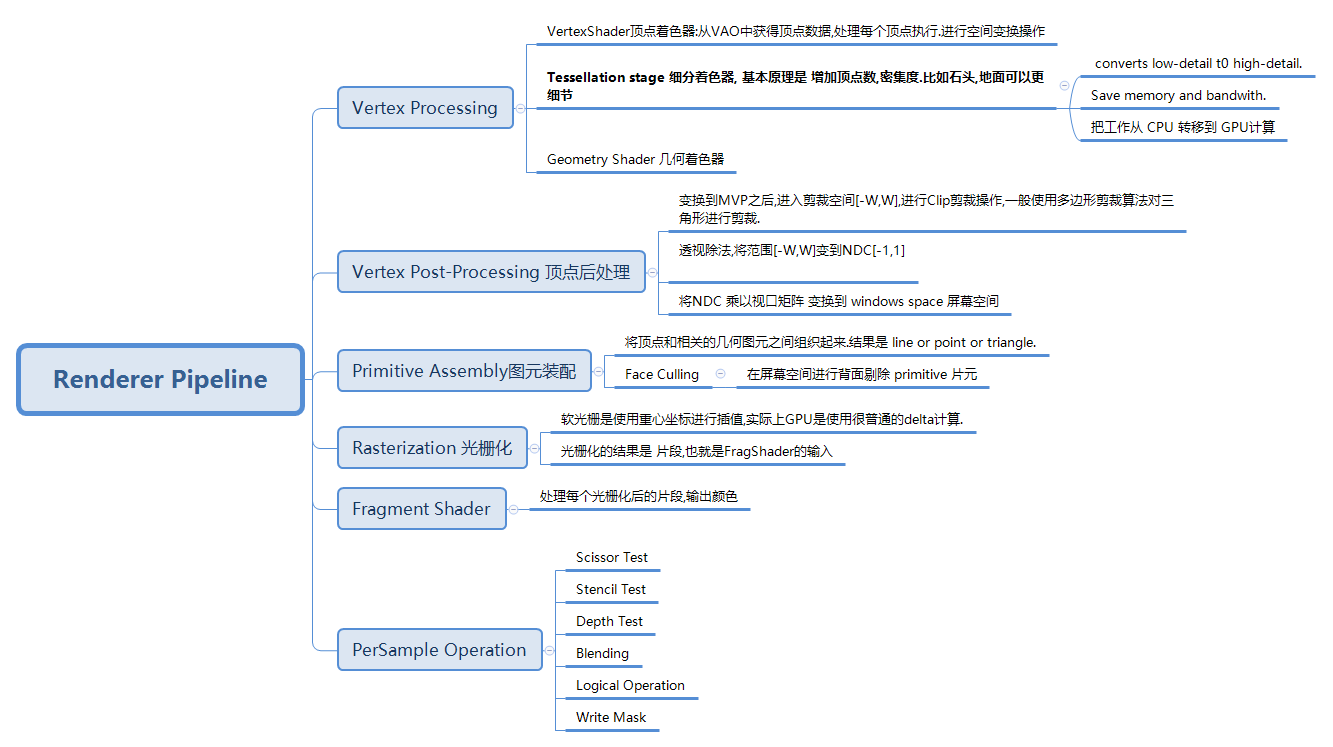 Renderer Pipeline
Vertex Processing
VertexShader顶点着色器:从VAO中获得顶点数据,处理每个顶点执行.进行空间变换操作
Tessellation stage 细分着色器, 基本原理是 增加顶点数,密集度.比如石头,地面可以更
细节
converts low-detail t0 high-detail.
Save memory and bandwith.
把工作从 CPU 转移到 GPU计算
Geometry Shader 几何着色器
Vertex Post-Processing 顶点后处理
变换到MVP之后,进入剪裁空间[-W,W],进行Clip剪裁操作,一般使用多边形剪裁算法对三
角形进行剪裁.
透视除法,将范围[-W,W]变到NDC[-1,1]
将NDC 乘以视口矩阵 变换到 windows space 屏幕空间
Primitive Assembly图元装配
将顶点和相关的几何图元之间组织起来.结果是 line or point or triangle.
Face Culling
在屏幕空间进行背面剔除 primitive 片元
Rasterization 光栅化
软光栅是使用重心坐标进行插值,实际上GPU是使用很普通的delta计算.
光栅化的结果是 片段,也就是FragShader的输入
Fragment Shader
处理每个光栅化后的片段,输出颜色
PerSample Operation
Scissor Test
Stencil Test
Depth Test
Blending
Logical Operation
Write Mask